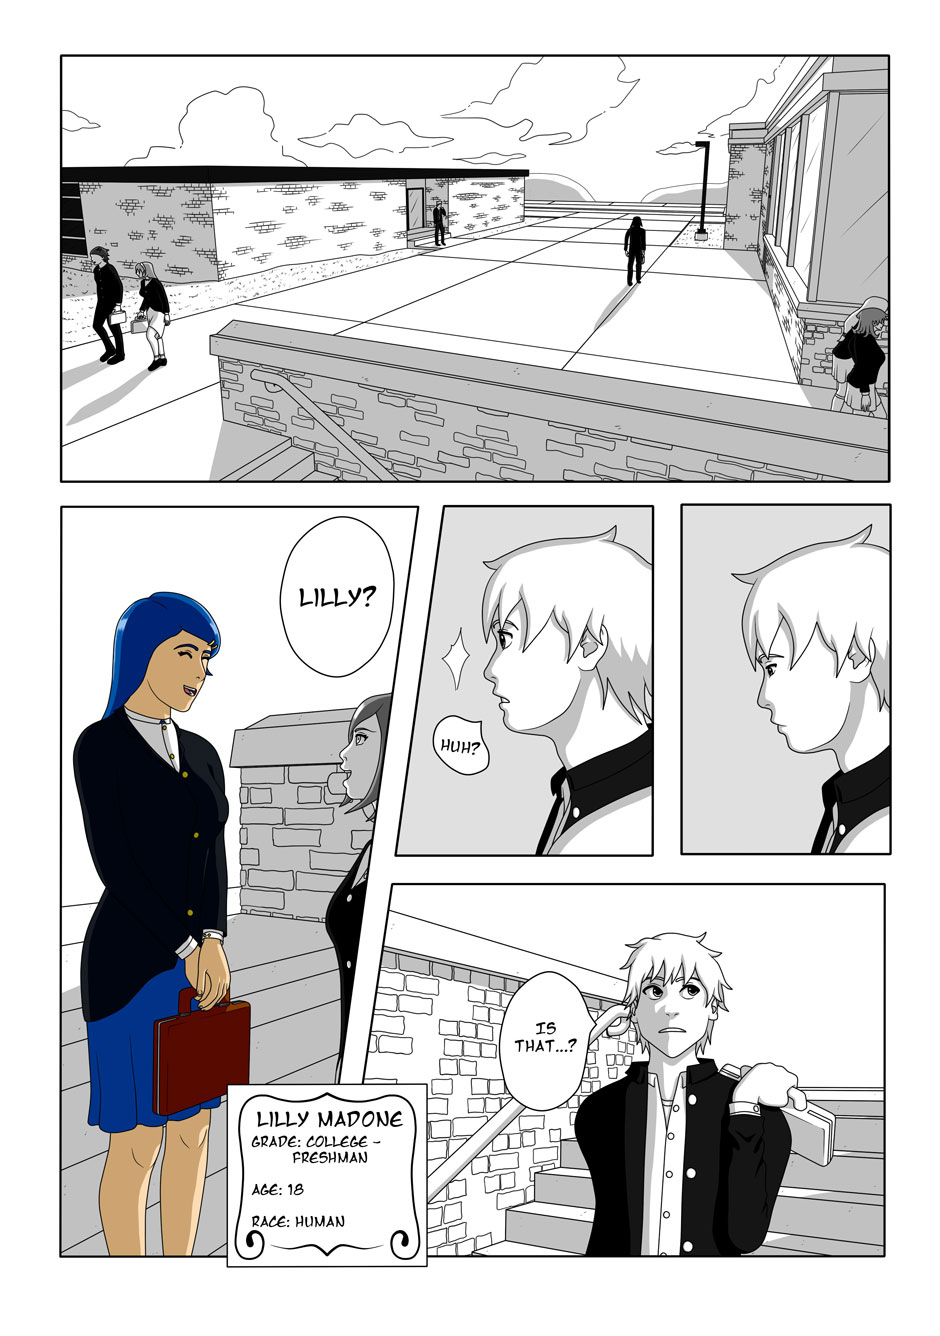 LILLY?
HUH?
IS
THAT...?
LILLY MADONE
GRADE: COLLEGE -
FRESHMAN
AGE: 18
RACE: HUMAN